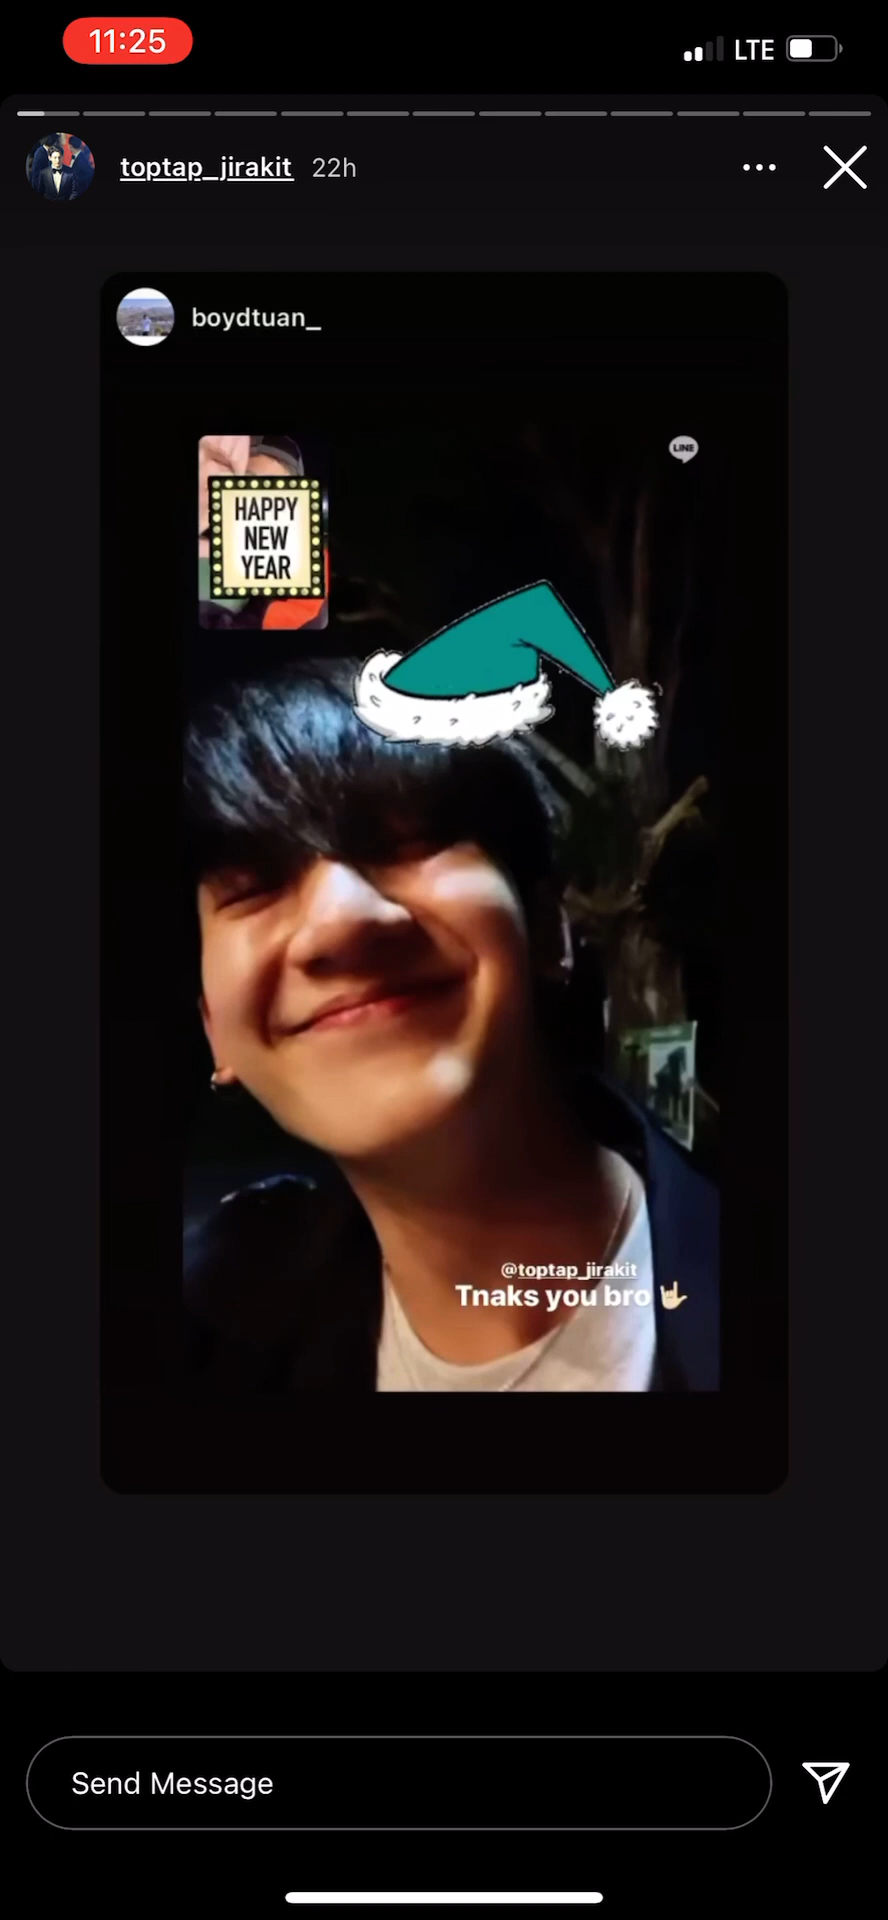 11:25
LTE
toptap_jirakit 22h
boydtuan_
LINE
HAPPY
NEW
YEAR
@toptap_jirakit
Tnaks you bro 🤟🏻
Send Message